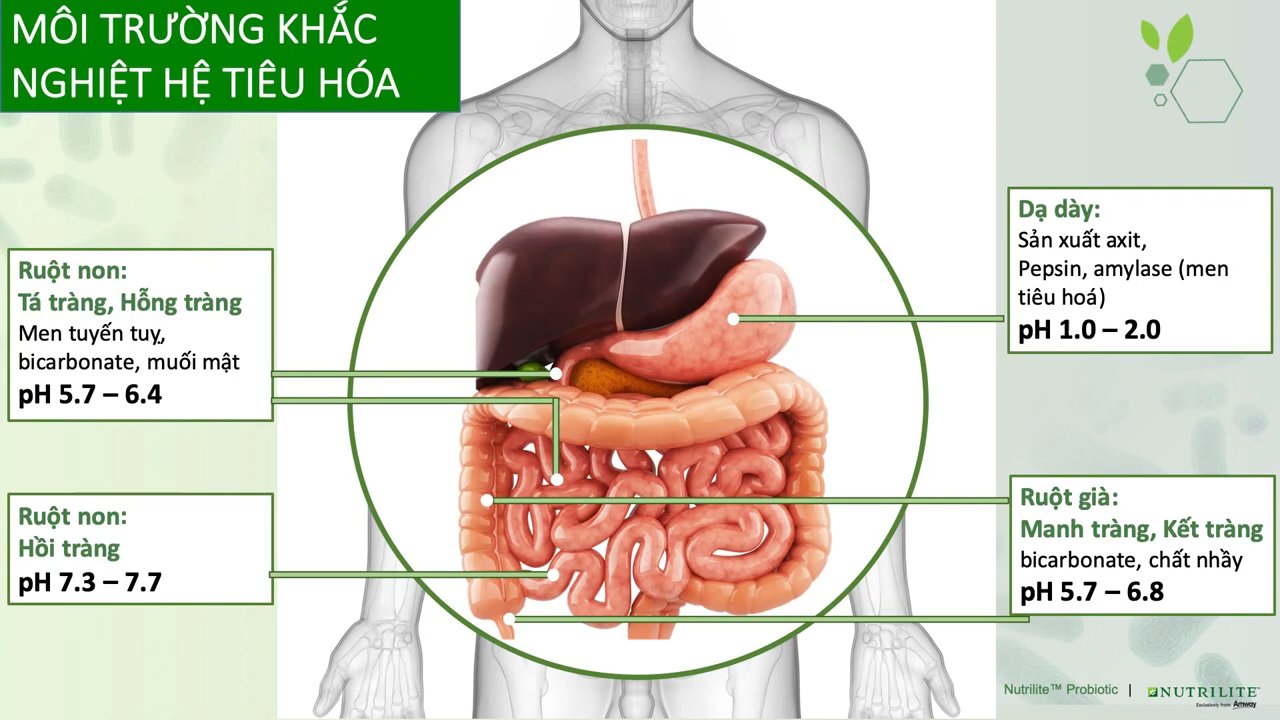 MÔI TRƯỜNG KHẮC
NGHIỆT HỆ TIÊU HÓA
Ruột non:
Tá tràng, Hỗng tràng
Men tuyến tuỵ,
bicarbonate, muối mật
pH 5.7 – 6.4
Ruột non:
Hồi tràng
pH 7.3 – 7.7
Dạ dày:
Sản xuất axit,
Pepsin, amylase (men
tiêu hoá)
pH 1.0 – 2.0
Ruột già:
Manh tràng, Kết tràng
bicarbonate, chất nhầy
pH 5.7 – 6.8
Nutrilite™ Probiotic | NUTRILITE™
Exclusively from Amway